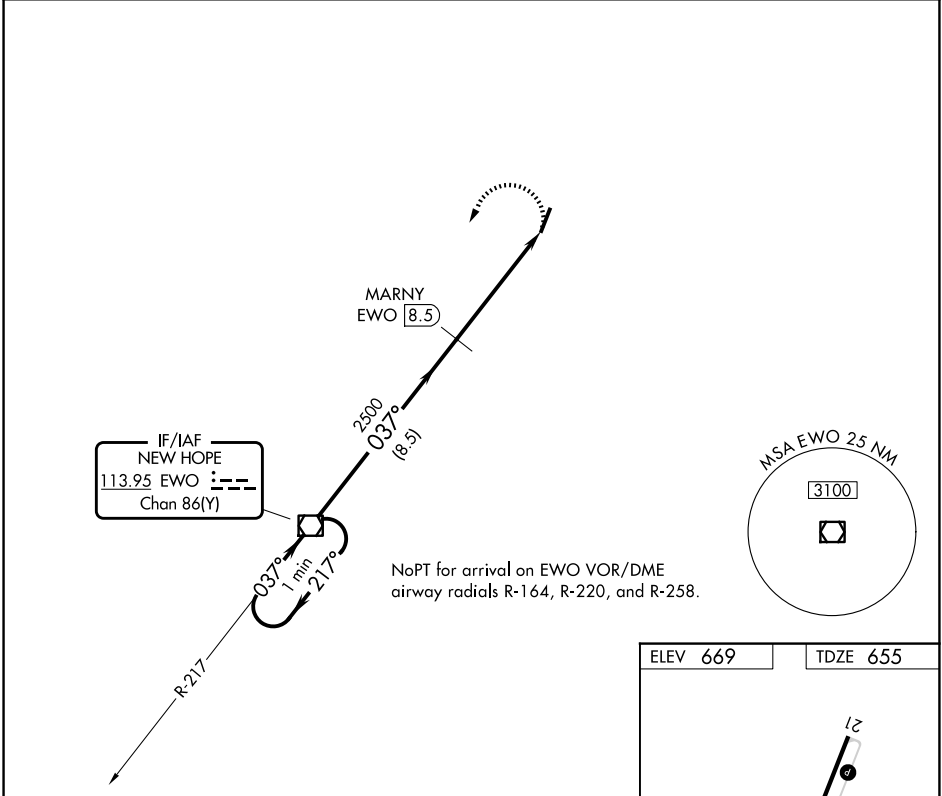 MARNY
EWO 8.5
2500
037°
(8.5)
IF/IAF
NEW HOPE
113.95 EWO
Chan 86(Y)
037°
1 min
217°
R-217
NoPT for arrival on EWO VOR/DME
airway radials R-164, R-220, and R-258.
MSA EWO 25 NM
3100
ELEV 669
TDZE 655
21
P